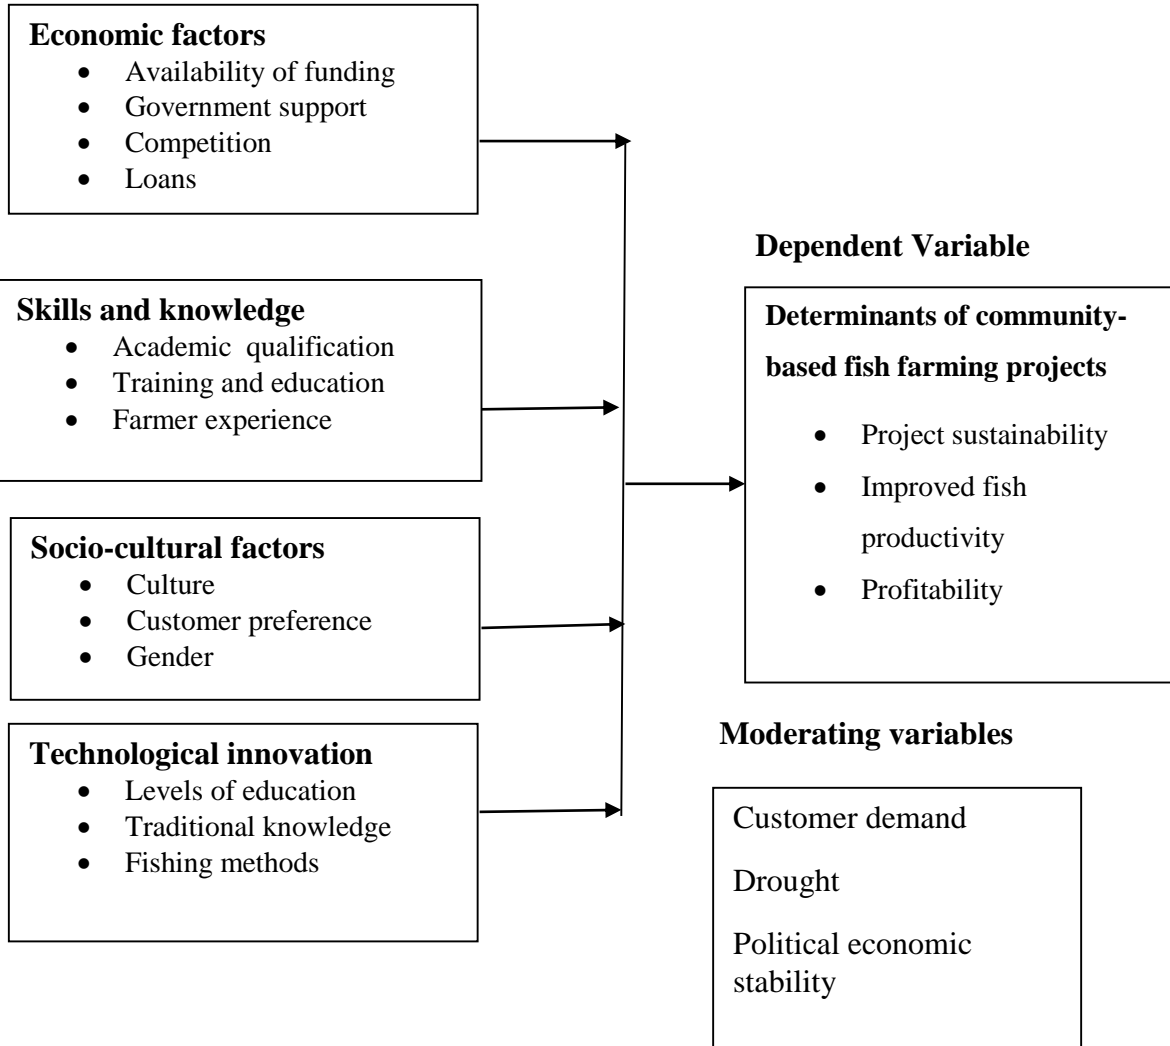 Economic factors
• Availability of funding
• Government support
• Competition
• Loans
Skills and knowledge
• Academic qualification
• Training and education
• Farmer experience
Socio-cultural factors
• Culture
• Customer preference
• Gender
Technological innovation
• Levels of education
• Traditional knowledge
• Fishing methods
Dependent Variable
Determinants of community-
based fish farming projects
• Project sustainability
• Improved fish
productivity
• Profitability
Moderating variables
Customer demand
Drought
Political economic
stability